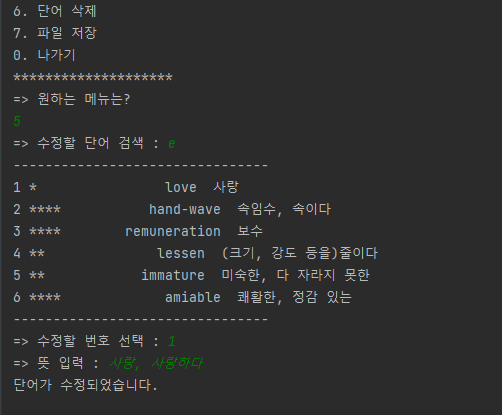 6. 단어 삭제
7. 파일 저장
0. 나가기
********************
=> 원하는 메뉴는?
5
=> 수정할 단어 검색 : e
--------------------------------
1 * love 사랑
2 **** hand-wave 속임수, 속이다
3 **** remuneration 보수
4 ** lessen (크기, 강도 등을)줄이다
5 ** immature 미숙한, 다 자라지 못한
6 **** amiable 쾌활한, 정감 있는
--------------------------------
=> 수정할 번호 선택 : 1
=> 뜻 입력 : 사랑, 사랑하다
단어가 수정되었습니다.